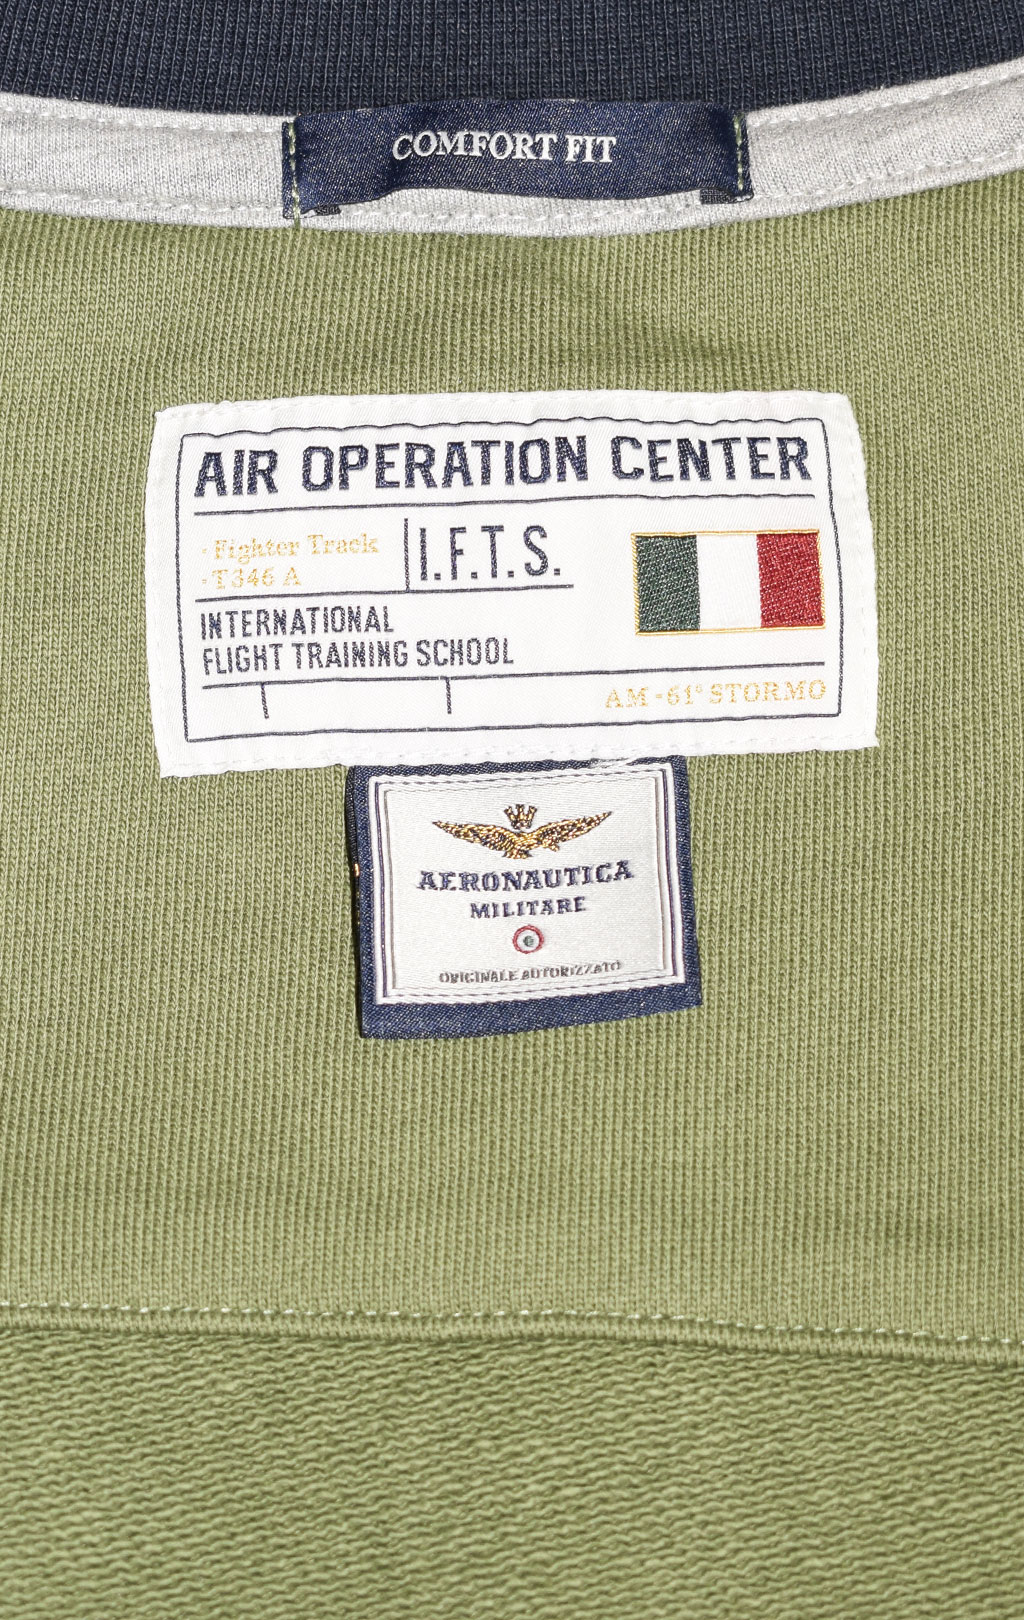 COMFORT FIT
AIR OPERATION CENTER
· Fighter Track
· T346 A
I.F.T.S.
INTERNATIONAL
FLIGHT TRAINING SCHOOL
AM - 61° STORMO
AERONAUTICA
MILITARE
ORIGINALE AUTORIZZATO